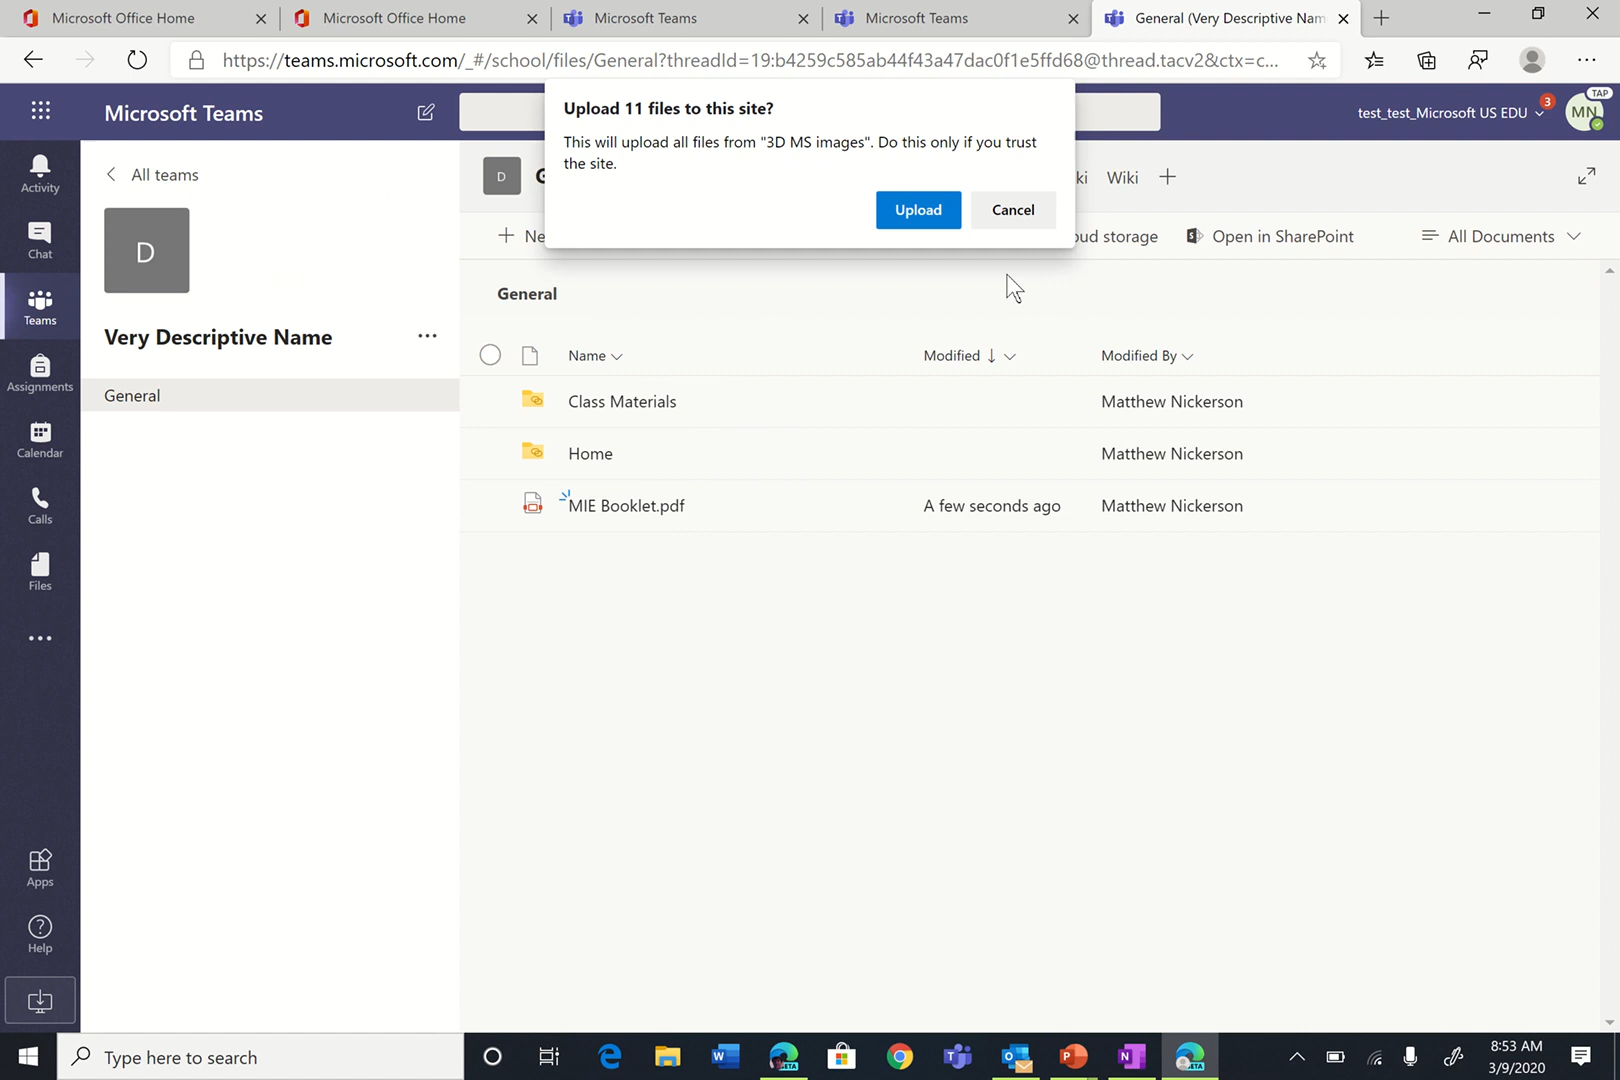 Microsoft Office Home
Microsoft Office Home
Microsoft Teams
Microsoft Teams
General (Very Descriptive Nam
https://teams.microsoft.com/_#/school/files/General?threadId=19:b4259c585ab44f43a47dac0f1e5ffd68@thread.tacv2&ctx=c...
Microsoft Teams
test_test_Microsoft US EDU
3
MN
TAP
Upload 11 files to this site?
This will upload all files from "3D MS images". Do this only if you trust
the site.
Upload
Cancel
Activity
Chat
Teams
Assignments
Calendar
Calls
Files
Apps
Help
All teams
D
Very Descriptive Name
General
D
G
ki
Wiki
Ne
oud storage
Open in SharePoint
All Documents
General
Name
Modified
Modified By
Class Materials
Matthew Nickerson
Home
Matthew Nickerson
MIE Booklet.pdf
A few seconds ago
Matthew Nickerson
Type here to search
BETA
BETA
8:53 AM
3/9/2020